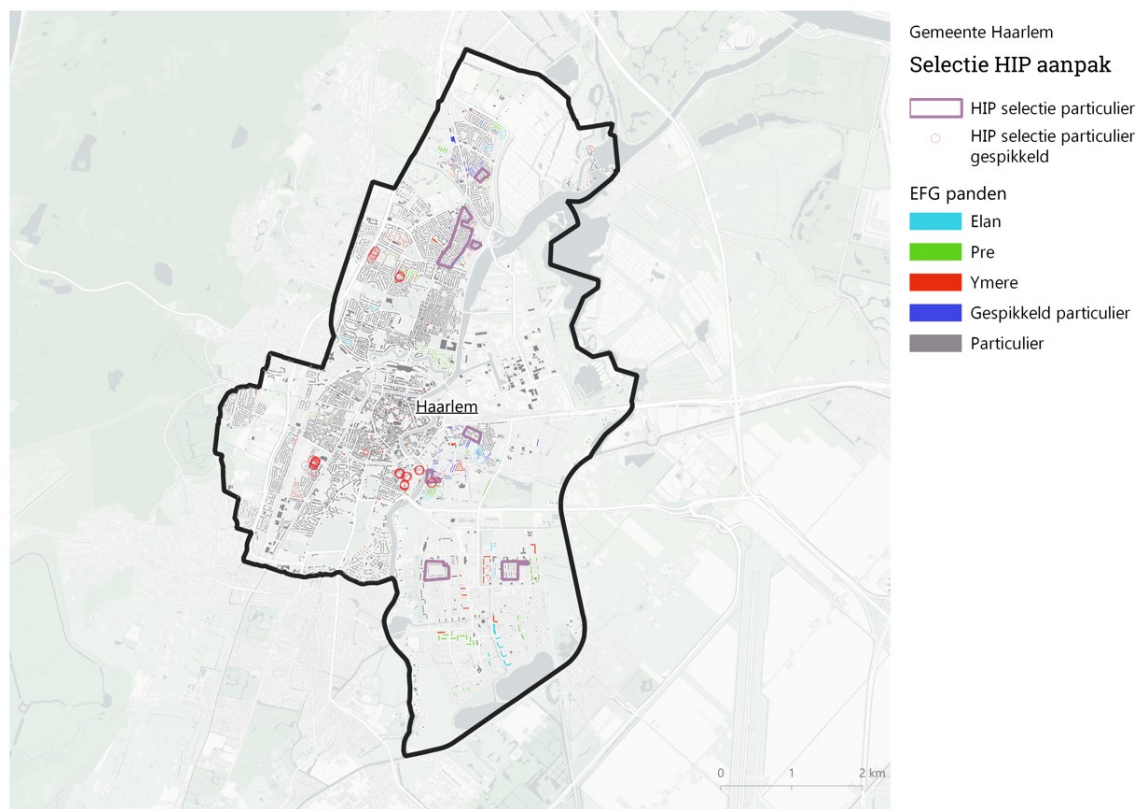 Gemeente Haarlem
Selectie HIP aanpak
HIP selectie particulier
HIP selectie particulier
gespikkeld
EFG panden
Elan
Pre
Ymere
Gespikkeld particulier
Particulier
Haarlem
0 1 2 km